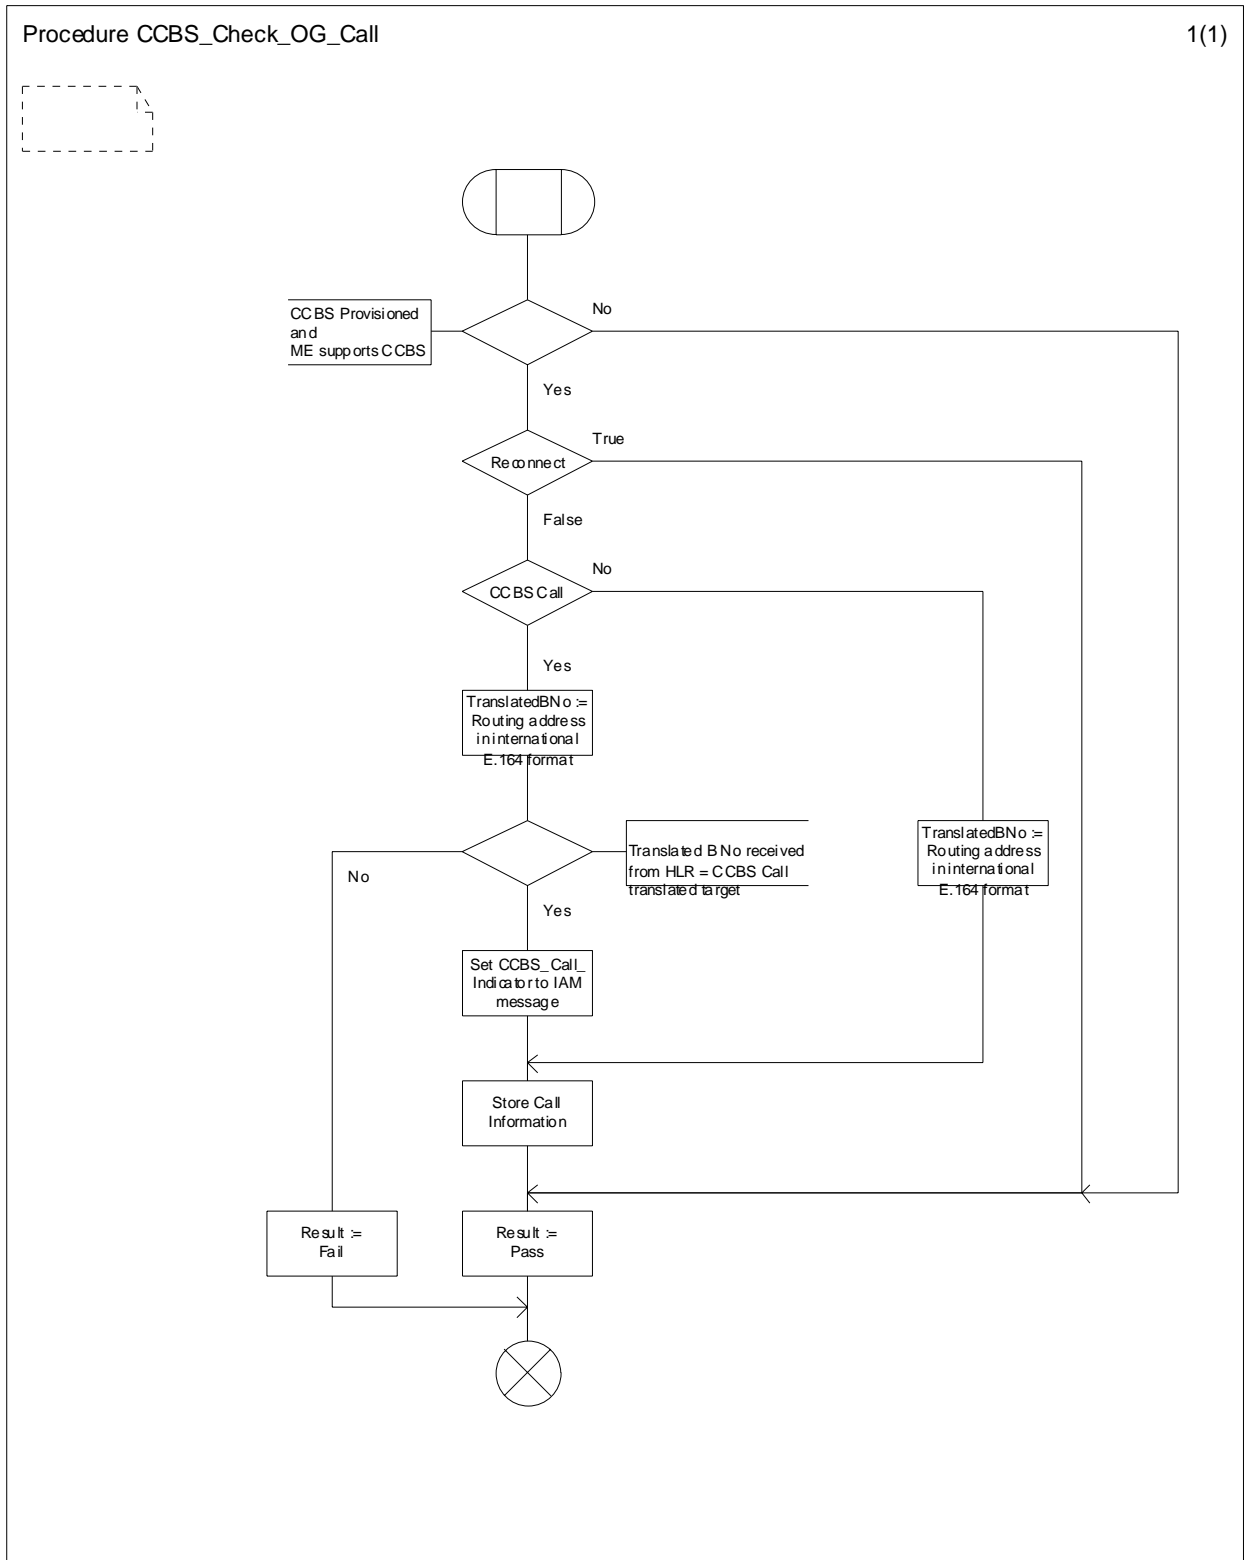 Procedure CCBS_Check_OG_Call
1(1)
CCBS Provisioned
and
ME supports CCBS
No
Yes
Reconnect
True
False
CCBS Call
No
Yes
TranslatedBNo :=
Routing address
in international
E.164 format
Translated BNo received
from HLR = CCBS Call
translated target
TranslatedBNo :=
Routing address
in international
E.164 format
No
Yes
Set CCBS_Call_
Indicator to IAM
message
Store Call
Information
Result :=
Fail
Result :=
Pass